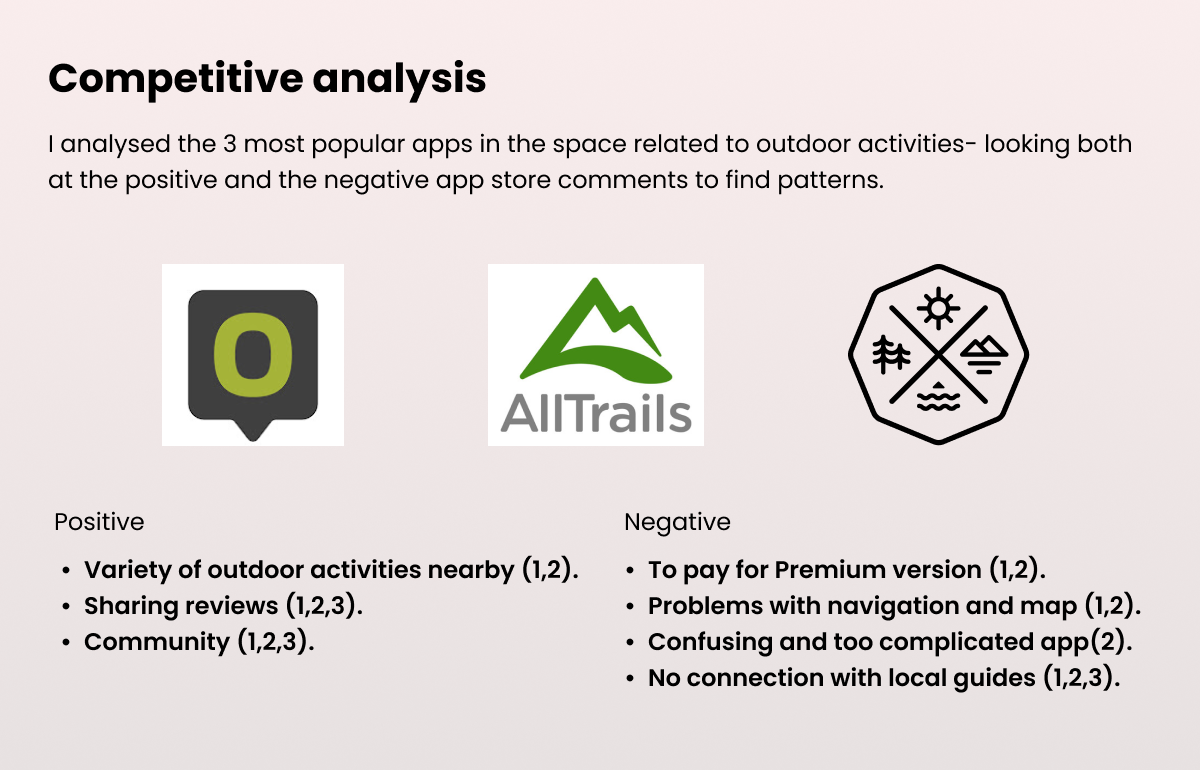 Competitive analysis
I analysed the 3 most popular apps in the space related to outdoor activities- looking both
at the positive and the negative app store comments to find patterns.
O
AllTrails
Positive
• Variety of outdoor activities nearby (1,2).
• Sharing reviews (1,2,3).
• Community (1,2,3).
Negative
• To pay for Premium version (1,2).
• Problems with navigation and map (1,2).
• Confusing and too complicated app(2).
• No connection with local guides (1,2,3).